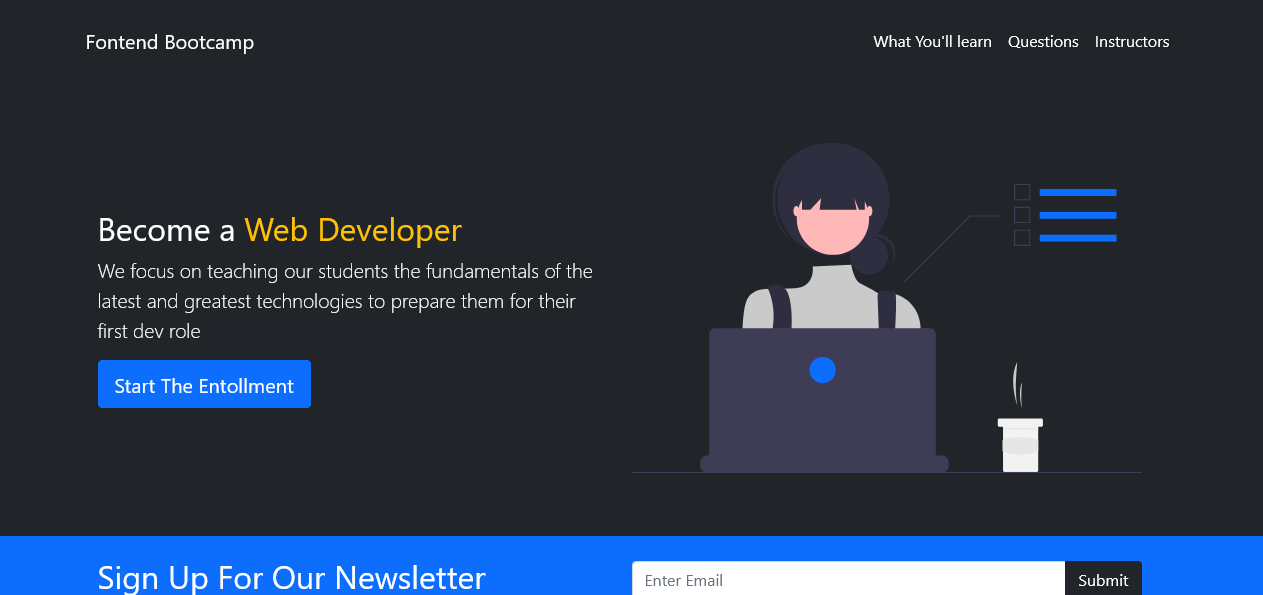 Fontend Bootcamp
What You'll learn
Questions
Instructors
Become a Web Developer
We focus on teaching our students the fundamentals of the
latest and greatest technologies to prepare them for their
first dev role
Start The Entollment
Sign Up For Our Newsletter
Enter Email
Submit